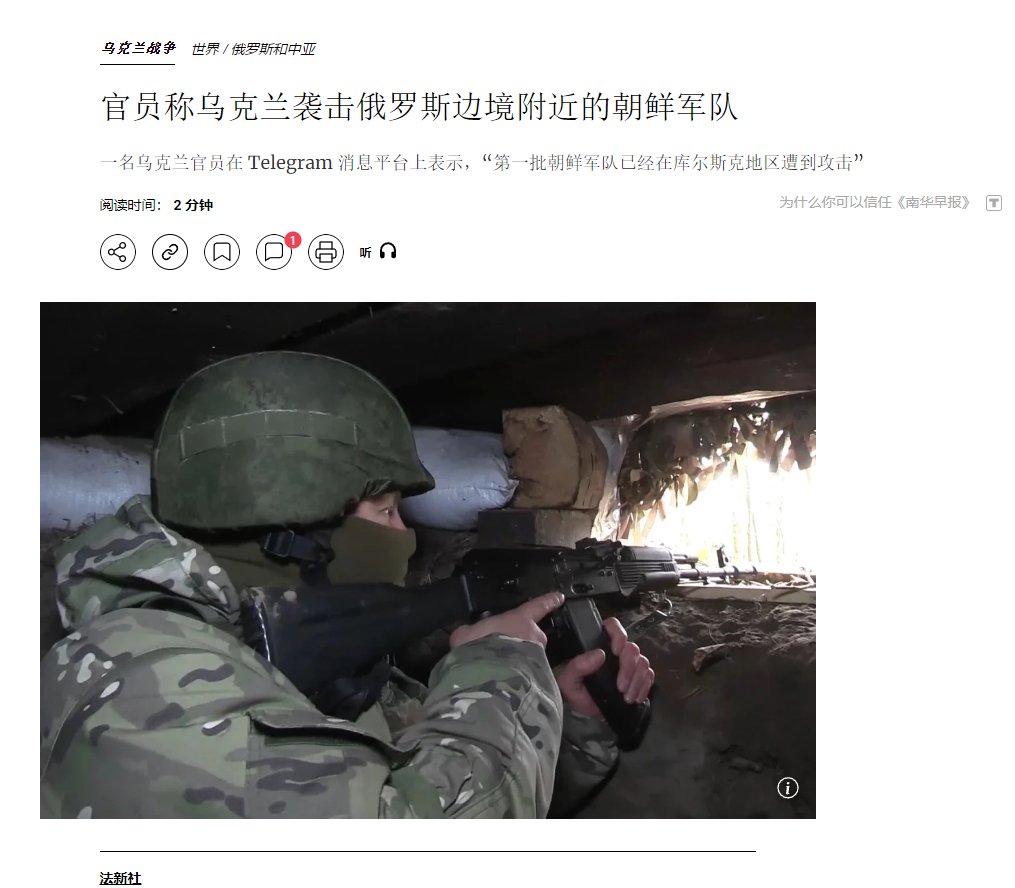 乌克兰战争 世界 / 俄罗斯和中亚
官员称乌克兰袭击俄罗斯边境附近的朝鲜军队
一名乌克兰官员在 Telegram 消息平台上表示，“第一批朝鲜军队已经在库尔斯克地区遭到攻击”
阅读时间： 2 分钟
为什么你可以信任《南华早报》 T
1
听
i
法新社